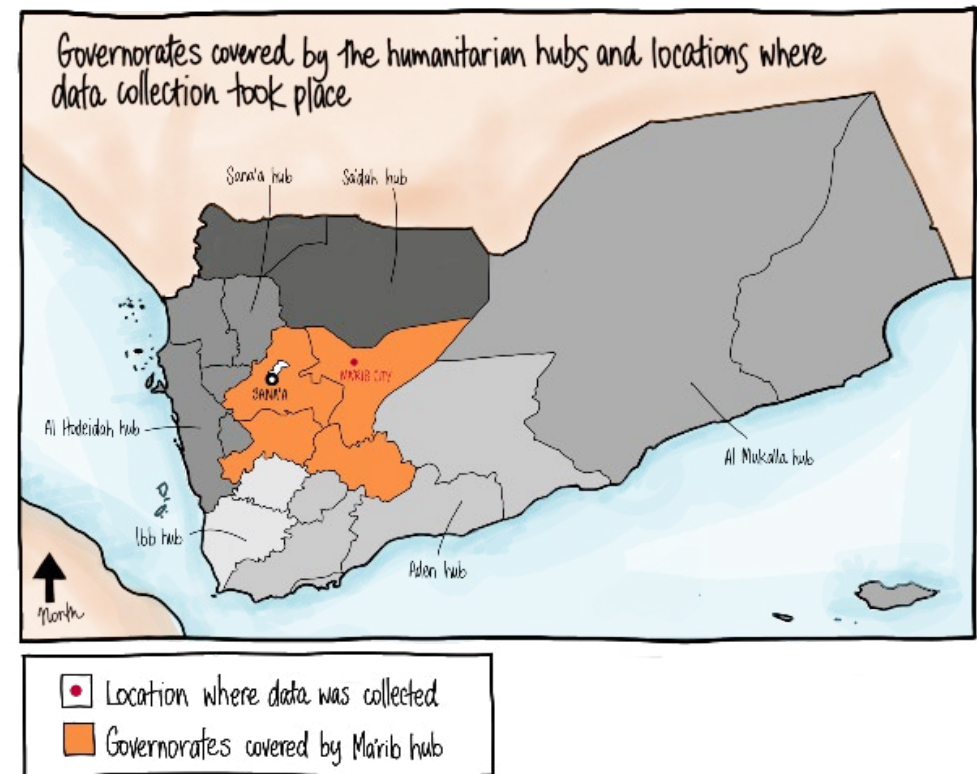 Governorates covered by the humanitarian hubs and locations where
data collection took place
Sana'a hub
Sa'dah hub
MA'RIB CITY
SANA'A
Al Hodeidah hub
Al Mukalla hub
Ibb hub
Aden hub
North
Location where data was collected
Governorates covered by Ma'rib hub